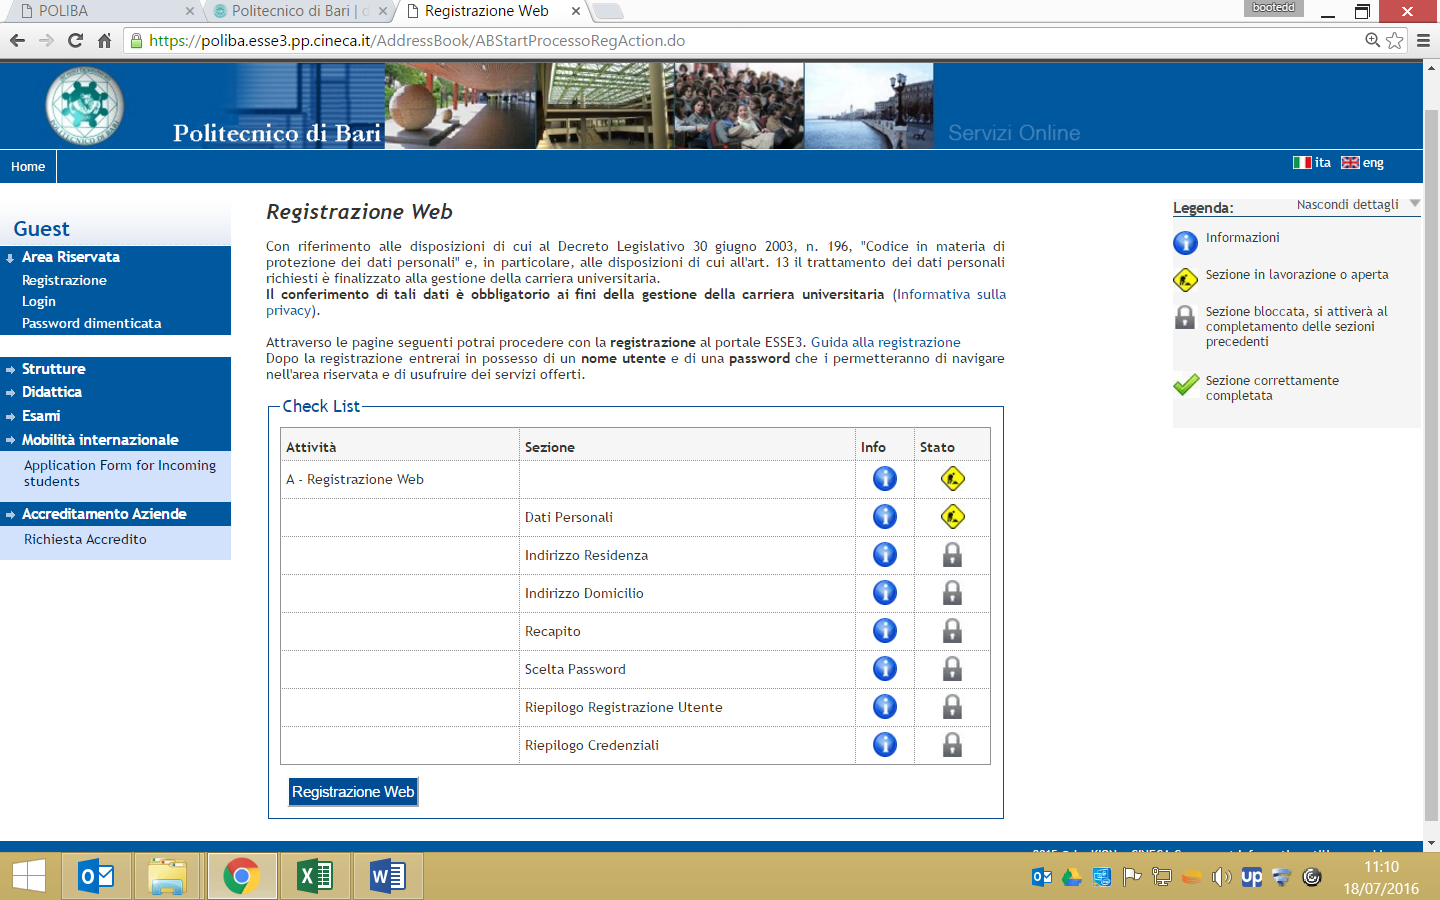 POLIBA
Politecnico di Bari | d
Registrazione Web
bootedd
https://poliba.esse3.pp.cineca.it/AddressBook/ABStartProcessoRegAction.do
Politecnico di Bari
Servizi Online
Home
ita
eng
Guest
Area Riservata
Registrazione
Login
Password dimenticata
Strutture
Didattica
Esami
Mobilità internazionale
Application Form for Incoming
students
Accreditamento Aziende
Richiesta Accredito
Registrazione Web
Con riferimento alle disposizioni di cui al Decreto Legislativo 30 giugno 2003, n. 196, "Codice in materia di
protezione dei dati personali" e, in particolare, alle disposizioni di cui all'art. 13 il trattamento dei dati personali
richiesti è finalizzato alla gestione della carriera universitaria.
Il conferimento di tali dati è obbligatorio ai fini della gestione della carriera universitaria (Informativa sulla
privacy).
Attraverso le pagine seguenti potrai procedere con la registrazione al portale ESSE3. Guida alla registrazione
Dopo la registrazione entrerai in possesso di un nome utente e di una password che i permetteranno di navigare
nell'area riservata e di usufruire dei servizi offerti.
Check List
Attività Sezione Info Stato
A - Registrazione Web
Dati Personali
Indirizzo Residenza
Indirizzo Domicilio
Recapito
Scelta Password
Riepilogo Registrazione Utente
Riepilogo Credenziali
Registrazione Web
Legenda:
Nascondi dettagli
Informazioni
Sezione in lavorazione o aperta
Sezione bloccata, si attiverà al
completamento delle sezioni
precedenti
Sezione correttamente
completata
up
11:10
18/07/2016